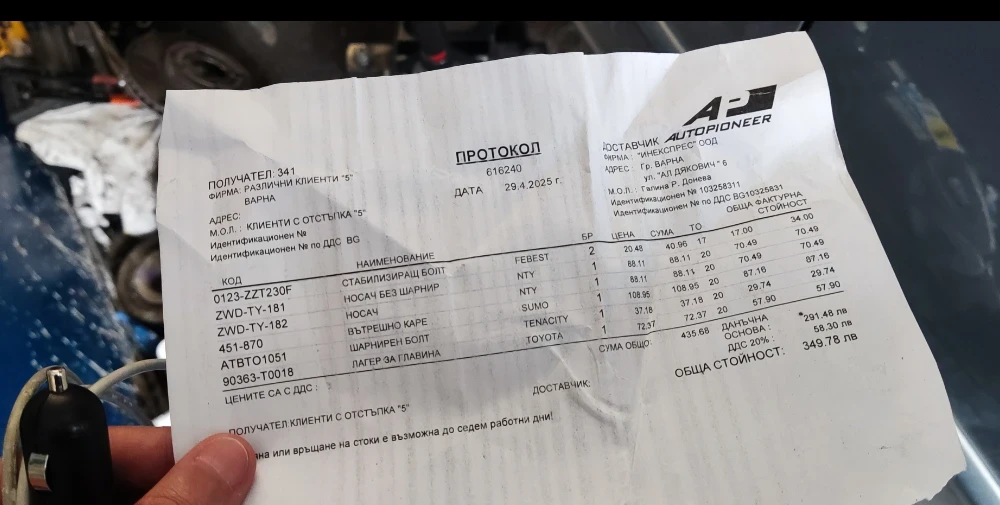 AP
AUTOPIONEER
ПРОТОКОЛ
616240
ДАТА 29.4.2025 г.
ПОЛУЧАТЕЛ: 341
ФИРМА: РАЗЛИЧНИ КЛИЕНТИ "5"
ВАРНА
АДРЕС:
М.О.Л.: КЛИЕНТИ С ОТСТЪПКА "5"
Идентификационен №
Идентификационен № по ДДС BG
ДОСТАВЧИК
ФИРМА: "ИНЕКСПРЕС" ООД
АДРЕС: Гр. ВАРНА
ул. "АЛ ДЯКОВИЧ" 6
М.О.Л.: Галина Р. Донева
Идентификационен № 103258311
Идентификационен № по ДДС BG10325831
КОД НАИМЕНОВАНИЕ БР ЦЕНА СУМА ТО ОБЩА ФАКТУРНА СТОЙНОСТ
0123-ZZT230F СТАБИЛИЗИРАЩ БОЛТ FEBEST 2 20.48 40.96 17 17.00 34.00
ZWD-TY-181 НОСАЧ БЕЗ ШАРНИР NTY 1 88.11 88.11 20 70.49 70.49
ZWD-TY-182 НОСАЧ NTY 1 88.11 88.11 20 70.49 70.49
451-870 ВЪТРЕШНО КАРЕ SUMO 1 108.95 108.95 20 87.16 87.16
ATBTO1051 ШАРНИРЕН БОЛТ TENACITY 1 37.18 37.18 20 29.74 29.74
90363-T0018 ЛАГЕР ЗА ГЛАВИНА TOYOTA 1 72.37 72.37 20 57.90 57.90
ЦЕНИТЕ СА С ДДС: СУМА ОБЩО: 435.68
ДАНЪЧНА ОСНОВА: *291.48 лв
ДДС 20%: 58.30 лв
ОБЩА СТОЙНОСТ: 349.78 лв
ДОСТАВЧИК:
ПОЛУЧАТЕЛ КЛИЕНТИ С ОТСТЪПКА "5"
или връщане на стоки е възможна до седем работни дни!